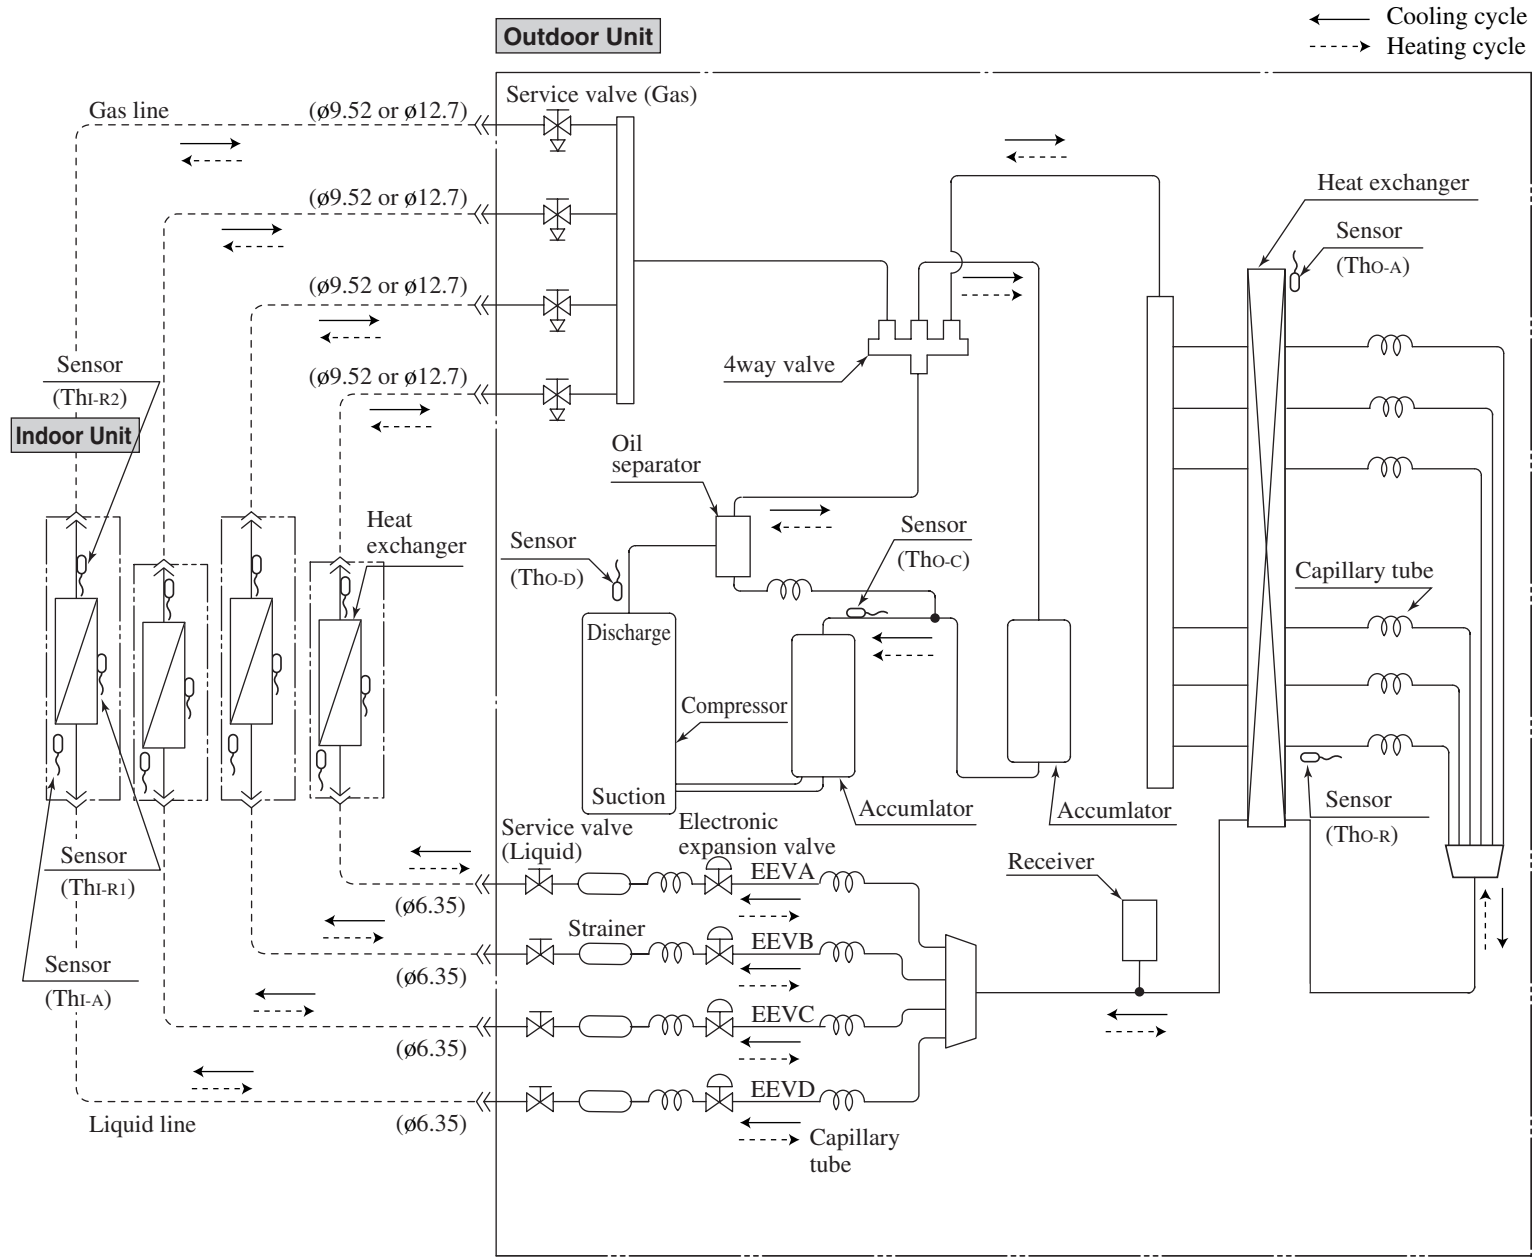 Cooling cycle
Heating cycle
Outdoor Unit
Service valve (Gas)
Gas line
(ø9.52 or ø12.7)
(ø9.52 or ø12.7)
(ø9.52 or ø12.7)
(ø9.52 or ø12.7)
Heat exchanger
Sensor
(ThO-A)
4way valve
Sensor
(ThI-R2)
Indoor Unit
Oil
separator
Heat
exchanger
Sensor
(ThO-D)
Sensor
(ThO-C)
Capillary tube
Discharge
Compressor
Suction
Accumlator
Accumlator
Sensor
(ThO-R)
Service valve
(Liquid)
Electronic
expansion valve
EEVA
Receiver
Sensor
(ThI-R1)
(ø6.35)
Strainer
EEVB
(ø6.35)
Sensor
(ThI-A)
EEVC
(ø6.35)
EEVD
(ø6.35)
Liquid line
Capillary
tube